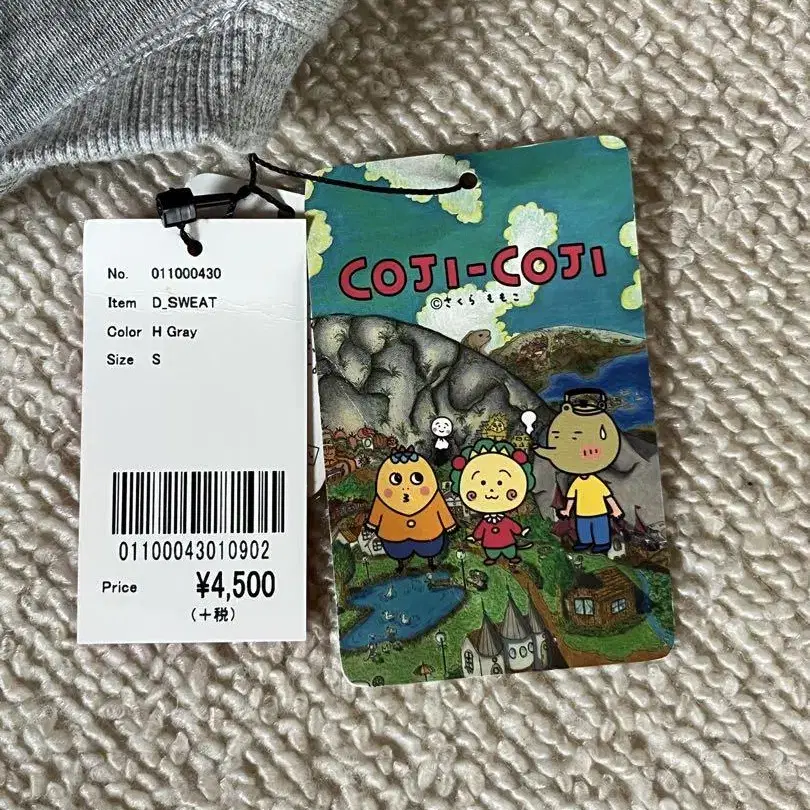 No. 011000430
Item D_SWEAT
Color H Gray
Size S
01100043010902
Price ¥4,500
(+税)
COJI-COJI
©さくら ももこ